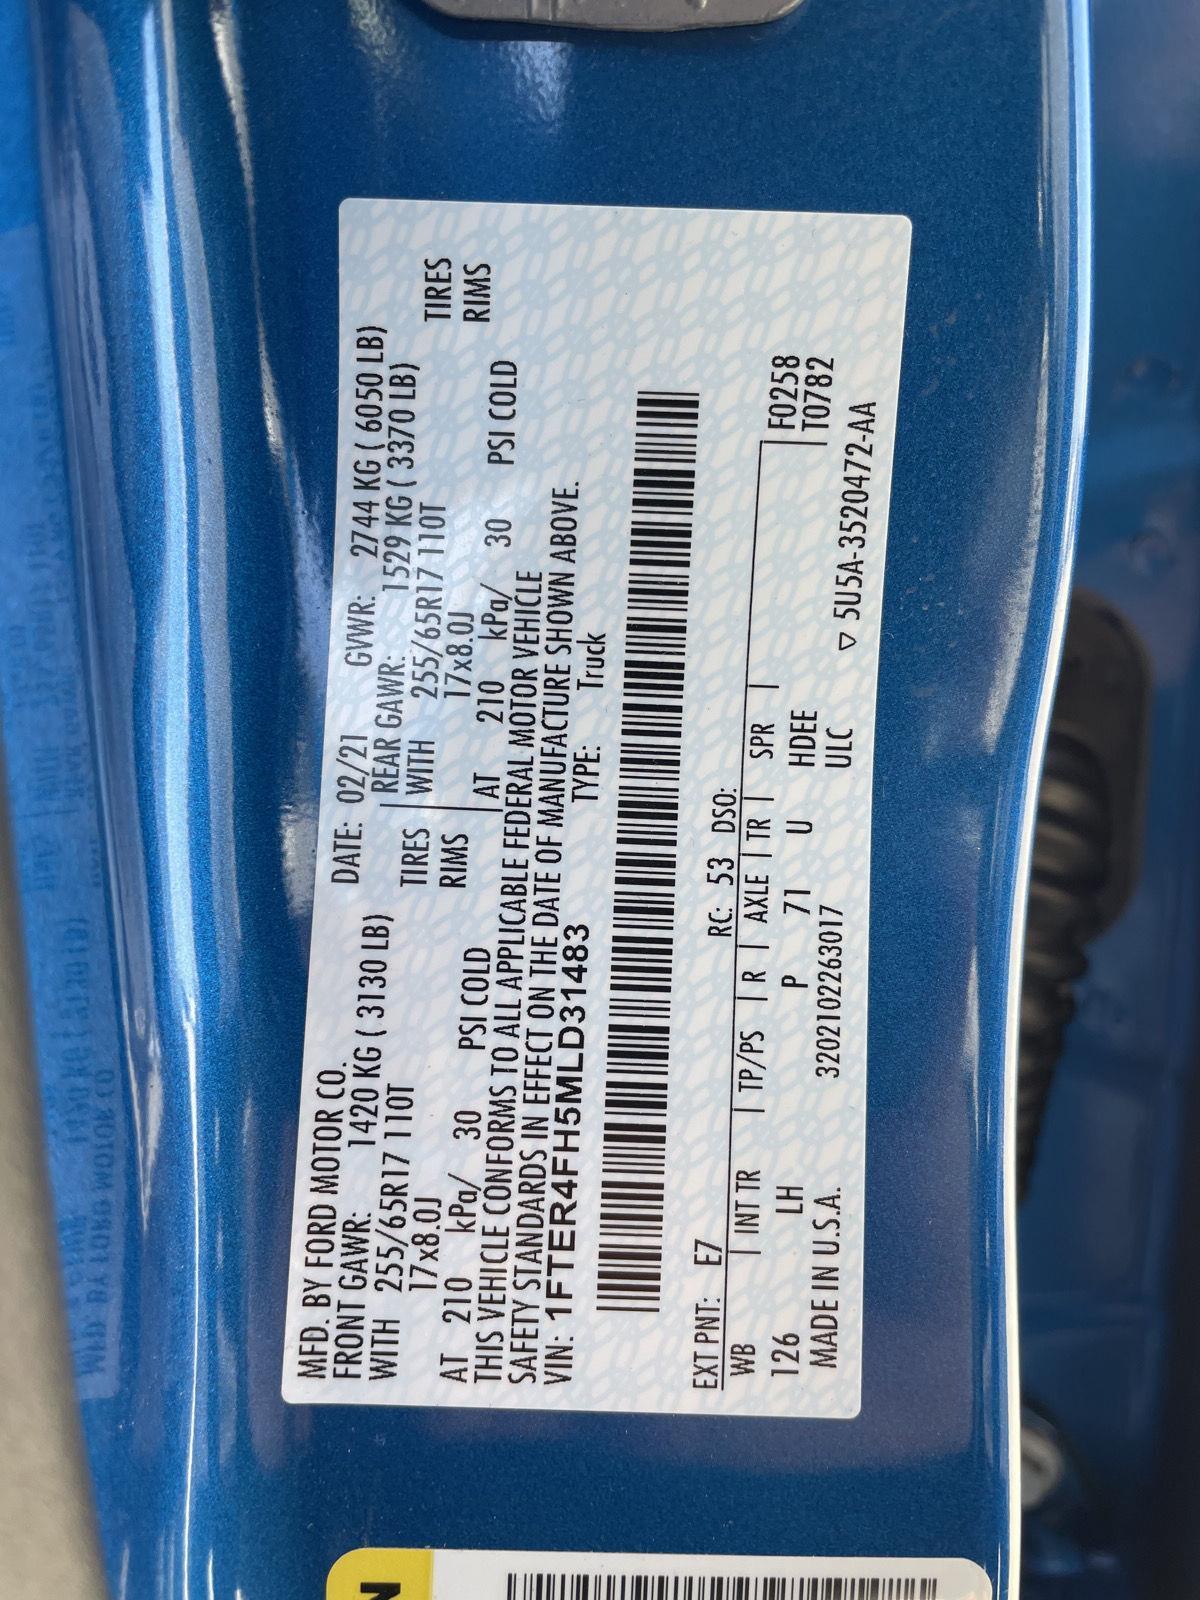 MFD. BY FORD MOTOR CO. DATE: 02/21 GVWR: 2744 KG ( 6050 LB)
FRONT GAWR: 1420 KG ( 3130 LB) REAR GAWR: 1529 KG ( 3370 LB)
WITH 255/65R17 110T TIRES WITH 255/65R17 110T TIRES
17x8.0J RIMS 17x8.0J RIMS
AT 210 kPa/ 30 PSI COLD AT 210 kPa/ 30 PSI COLD
THIS VEHICLE CONFORMS TO ALL APPLICABLE FEDERAL MOTOR VEHICLE
SAFETY STANDARDS IN EFFECT ON THE DATE OF MANUFACTURE SHOWN ABOVE.
VIN: 1FTER4FH5MLD31483 TYPE: Truck
EXT PNT: E7 RC: 53 DSO:
WB | INT TR | TP/PS | R | AXLE | TR | SPR | F0258
126 LH P 71 U HDEE T0782
MADE IN U.S.A. 3202102263017 ULC
▽ 5U5A-3520472-AA
N